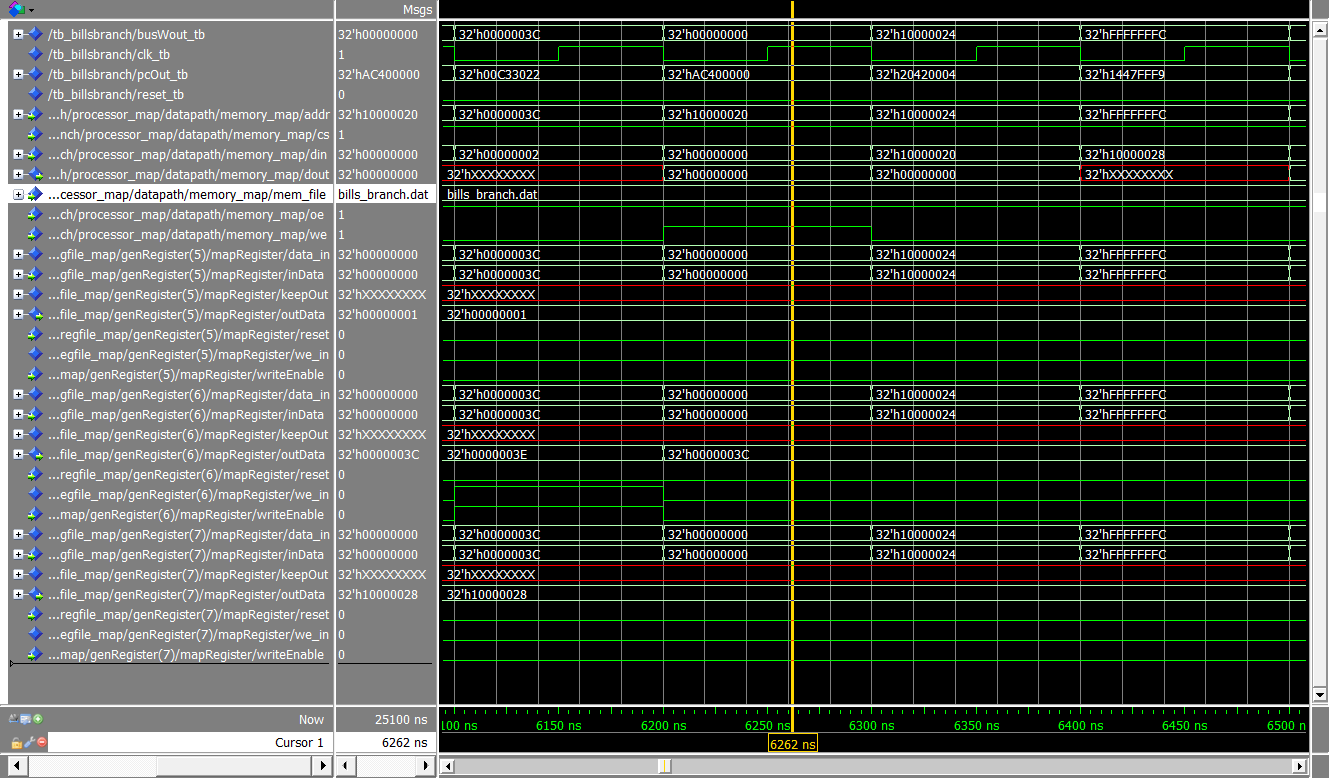 Msgs
/tb_billsbranch/busWout_tb 32'h00000000 32'h0000003C 32'h00000000 32'h10000024 32'hFFFFFFFC
/tb_billsbranch/clk_tb 1
/tb_billsbranch/pcOut_tb 32'hAC400000 32'h00C33022 32'hAC400000 32'h20420004 32'h1447FFF9
/tb_billsbranch/reset_tb 0
...h/processor_map/datapath/memory_map/addr 32'h10000020 32'h0000003C 32'h10000020 32'h10000024 32'hFFFFFFFC
...nch/processor_map/datapath/memory_map/cs 1
...ch/processor_map/datapath/memory_map/din 32'h00000000 32'h00000002 32'h00000000 32'h10000020 32'h10000028
...h/processor_map/datapath/memory_map/dout 32'h00000000 32'hXXXXXXXX 32'h00000000 32'h00000000 32'hXXXXXXXX
...cessor_map/datapath/memory_map/mem_file bills_branch.dat bills_branch.dat
...ch/processor_map/datapath/memory_map/oe 1
...ch/processor_map/datapath/memory_map/we 1
...gfile_map/genRegister(5)/mapRegister/data_in 32'h00000000 32'h0000003C 32'h00000000 32'h10000024 32'hFFFFFFFC
...gfile_map/genRegister(5)/mapRegister/inData 32'h00000000 32'h0000003C 32'h00000000 32'h10000024 32'hFFFFFFFC
...file_map/genRegister(5)/mapRegister/keepOut 32'hXXXXXXXX 32'hXXXXXXXX
...file_map/genRegister(5)/mapRegister/outData 32'h00000001 32'h00000001
...regfile_map/genRegister(5)/mapRegister/reset 0
...egfile_map/genRegister(5)/mapRegister/we_in 0
...map/genRegister(5)/mapRegister/writeEnable 0
...gfile_map/genRegister(6)/mapRegister/data_in 32'h00000000 32'h0000003C 32'h00000000 32'h10000024 32'hFFFFFFFC
...gfile_map/genRegister(6)/mapRegister/inData 32'h00000000 32'h0000003C 32'h00000000 32'h10000024 32'hFFFFFFFC
...file_map/genRegister(6)/mapRegister/keepOut 32'hXXXXXXXX 32'hXXXXXXXX
...file_map/genRegister(6)/mapRegister/outData 32'h0000003C 32'h0000003E 32'h0000003C
...regfile_map/genRegister(6)/mapRegister/reset 0
...egfile_map/genRegister(6)/mapRegister/we_in 0
...map/genRegister(6)/mapRegister/writeEnable 0
...gfile_map/genRegister(7)/mapRegister/data_in 32'h00000000 32'h0000003C 32'h00000000 32'h10000024 32'hFFFFFFFC
...gfile_map/genRegister(7)/mapRegister/inData 32'h00000000 32'h0000003C 32'h00000000 32'h10000024 32'hFFFFFFFC
...file_map/genRegister(7)/mapRegister/keepOut 32'hXXXXXXXX 32'hXXXXXXXX
...file_map/genRegister(7)/mapRegister/outData 32'h10000028 32'h10000028
...regfile_map/genRegister(7)/mapRegister/reset 0
...egfile_map/genRegister(7)/mapRegister/we_in 0
...map/genRegister(7)/mapRegister/writeEnable 0
Now 25100 ns 100 ns 6150 ns 6200 ns 6250 ns 6300 ns 6350 ns 6400 ns 6450 ns 6500 n
Cursor 1 6262 ns 6262 ns